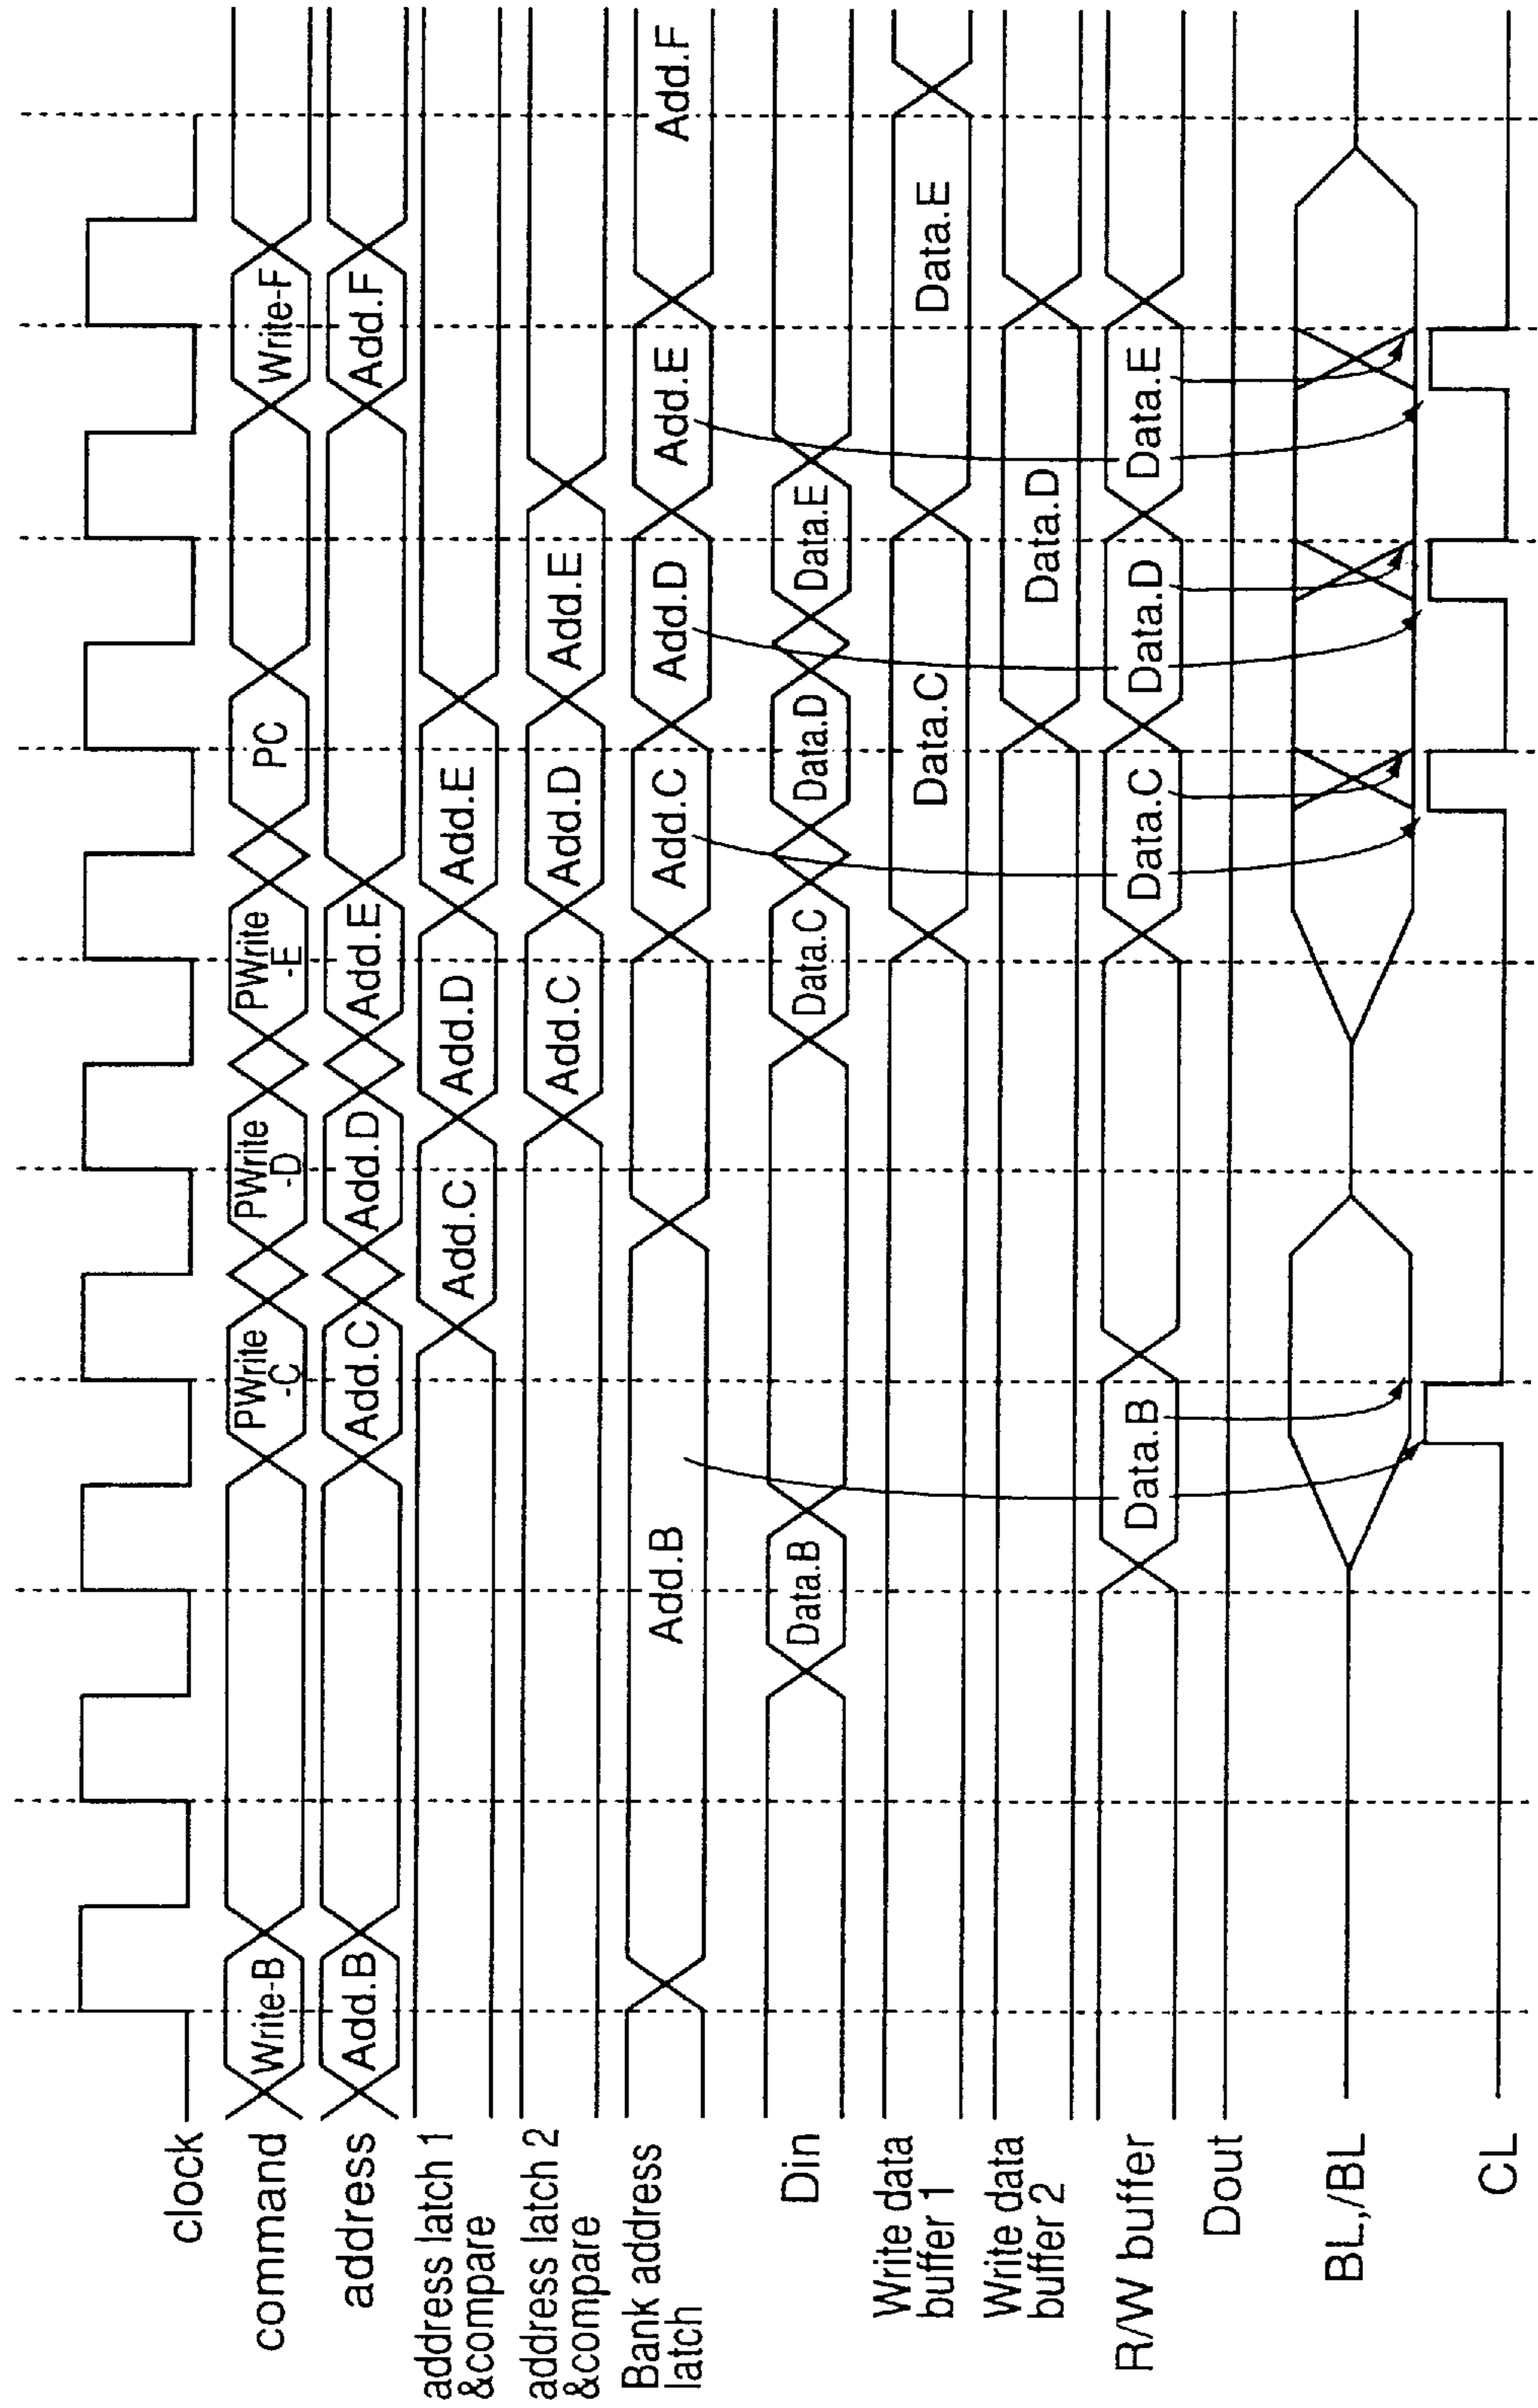 clock
command
Write-B
PWrite
-C
PWrite
-D
PWrite
-E
PC
Write-F
address
Add.B
Add.C
Add.D
Add.E
Add.F
address latch 1
&compare
Add.C
Add.D
Add.E
address latch 2
&compare
Add.C
Add.D
Add.E
Bank address
latch
Add.B
Add.C
Add.D
Add.E
Add.F
Din
Data.B
Data.C
Data.D
Data.E
Write data
buffer 1
Data.C
Data.E
Write data
buffer 2
Data.D
R/W buffer
Data.B
Data.C
Data.D
Data.E
Dout
BL,/BL
CL